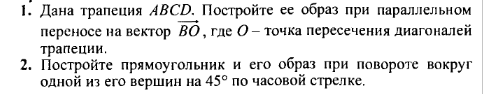 1. Дана трапеция ABCD. Постройте ее образ при параллельном
переносе на вектор BO, где O – точка пересечения диагоналей
трапеции.
2. Постройте прямоугольник и его образ при повороте вокруг
одной из его вершин на 45° по часовой стрелке.